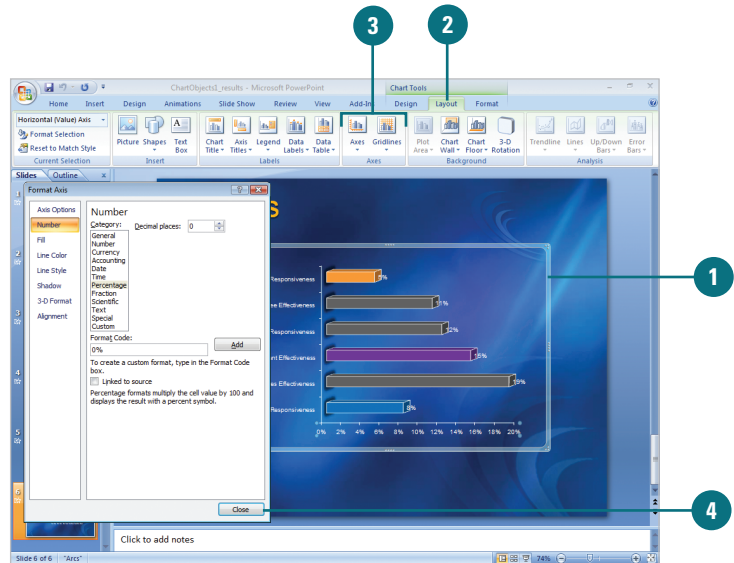 3
2
ChartObjects1_results - Microsoft PowerPoint
Chart Tools
Home Insert Design Animations Slide Show Review View Add-Ins Design Layout Format
Horizontal (Value) Axis
Format Selection
Reset to Match Style
Current Selection
Picture Shapes Text Box
Insert
Chart Title Axis Titles Legend Data Labels Data Table
Labels
Axes Gridlines
Axes
Plot Area Chart Wall Chart Floor 3-D Rotation
Background
Trendline Lines Up/Down Bars Error Bars
Analysis
Slides Outline x
Format Axis
Axis Options
Number
Fill
Line Color
Line Style
Shadow
3-D Format
Alignment
Number
Category:
Decimal places: 0
General
Number
Currency
Accounting
Date
Time
Percentage
Fraction
Scientific
Text
Special
Custom
Format Code:
0%
Add
To create a custom format, type in the Format Code
box.
Linked to source
Percentage formats multiply the cell value by 100 and
displays the result with a percent symbol.
Close
1
2
3
4
5
6
S
Responsiveness 6%
Effectiveness 11%
Responsiveness 12%
Effectiveness 15%
Effectiveness 19%
Responsiveness 8%
0% 2% 4% 6% 8% 10% 12% 14% 16% 18% 20%
1
4
Click to add notes
Slide 6 of 6 "Arcs" 74%